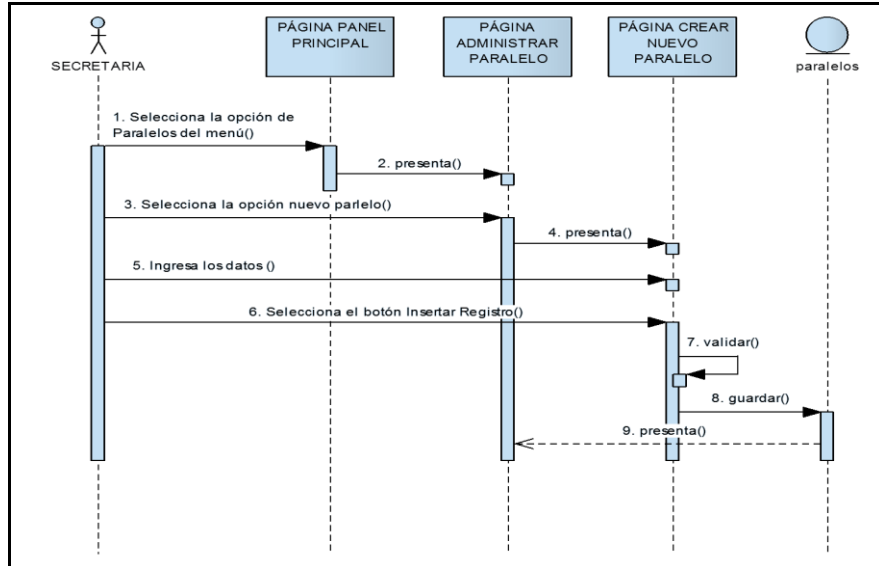 SECRETARIA
PÁGINA PANEL
PRINCIPAL
PÁGINA
ADMINISTRAR
PARALELO
PÁGINA CREAR
NUEVO
PARALELO
paralelos
1. Selecciona la opción de
Paralelos del menú()
2. presenta()
3. Selecciona la opción nuevo parlelo()
4. presenta()
5. Ingresa los datos ()
6. Selecciona el botón Insertar Registro()
7. validar()
8. guardar()
9. presenta()